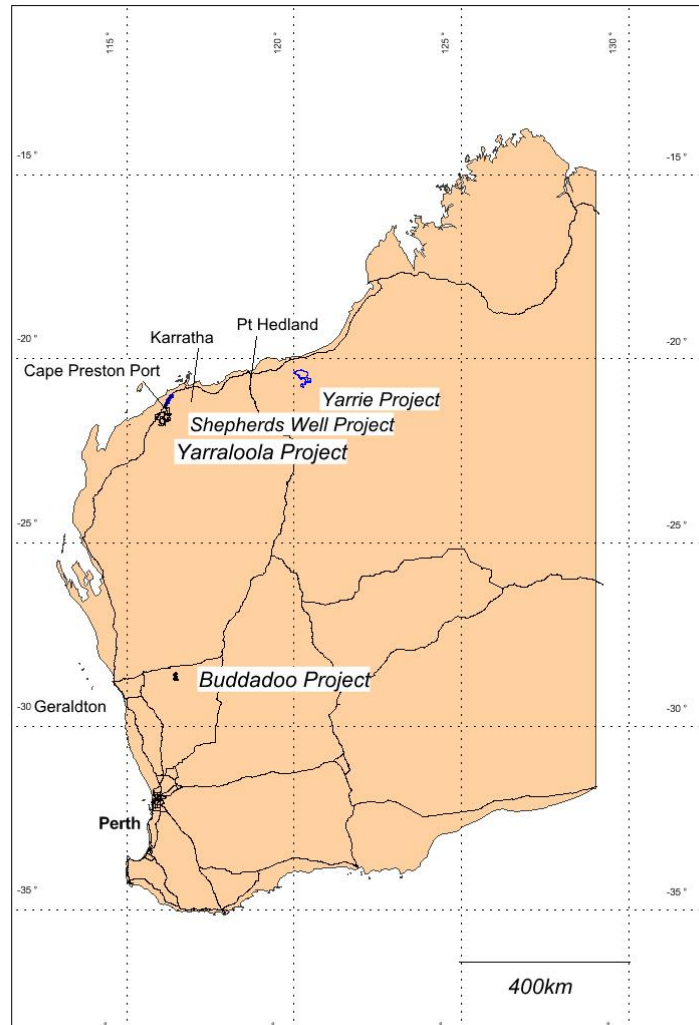 115° 120° 125° 130°
-15° -15°
-20° -20°
Pt Hedland
Karratha
Cape Preston Port
Yarrie Project
Shepherds Well Project
Yarraloola Project
-25° -25°
Buddadoo Project
Geraldton
-30° -30°
Perth
-35° -35°
400km